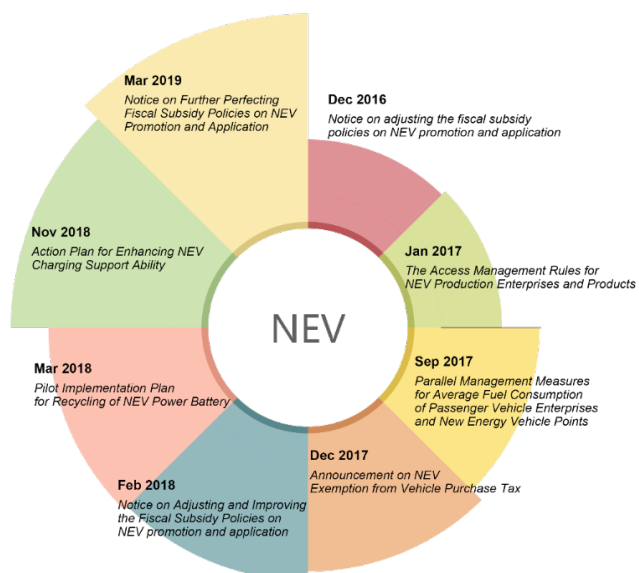 Dec 2016
Notice on adjusting the fiscal subsidy
policies on NEV promotion and application
Jan 2017
The Access Management Rules for
NEV Production Enterprises and Products
Sep 2017
Parallel Management Measures
for Average Fuel Consumption
of Passenger Vehicle Enterprises
and New Energy Vehicle Points
Dec 2017
Announcement on NEV
Exemption from Vehicle Purchase Tax
Feb 2018
Notice on Adjusting and Improving
the Fiscal Subsidy Policies on
NEV promotion and application
Mar 2018
Pilot Implementation Plan
for Recycling of NEV Power Battery
Nov 2018
Action Plan for Enhancing NEV
Charging Support Ability
Mar 2019
Notice on Further Perfecting
Fiscal Subsidy Policies on NEV
Promotion and Application
NEV